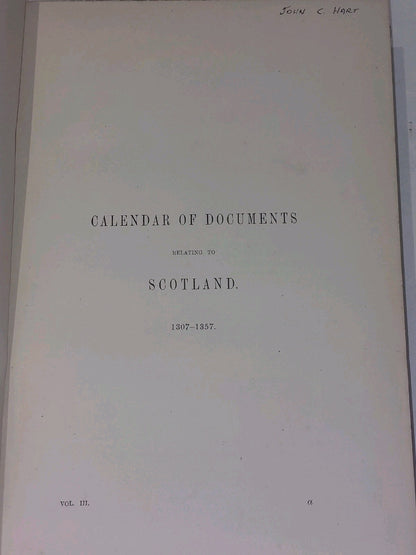 JOHN C. HART
CALENDAR OF DOCUMENTS
RELATING TO
SCOTLAND.
1307–1357.
VOL. III. a